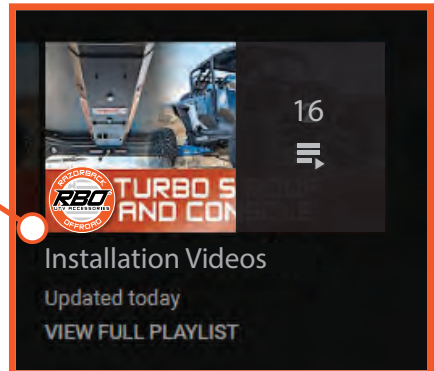 16
RAZORBACK
RBO
UTV ACCESSORIES
OFFROAD
TURBO S
AND CON
Installation Videos
Updated today
VIEW FULL PLAYLIST